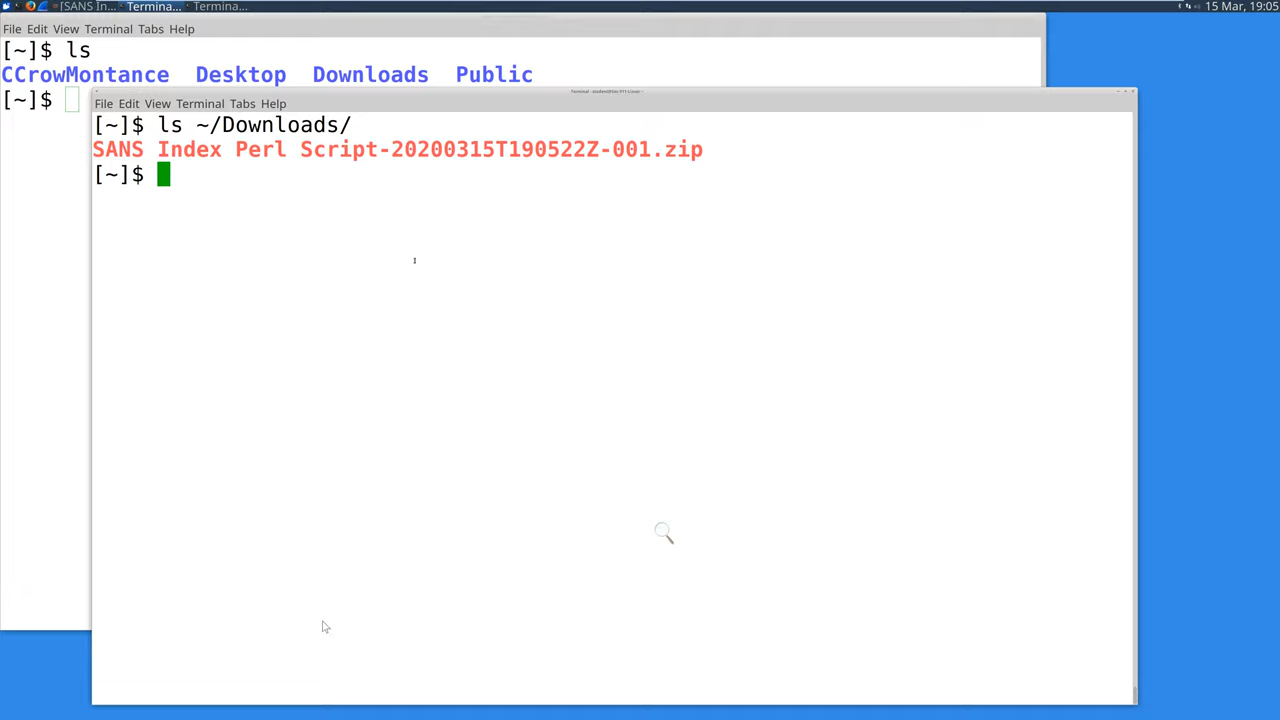 [SANS In... Termina... Termina... 15 Mar, 19:05
File Edit View Terminal Tabs Help
[~]$ ls
CCrowMontance Desktop Downloads Public
[~]$
File Edit View Terminal Tabs Help
[~]$ ls ~/Downloads/
SANS Index Perl Script-20200315T190522Z-001.zip
[~]$